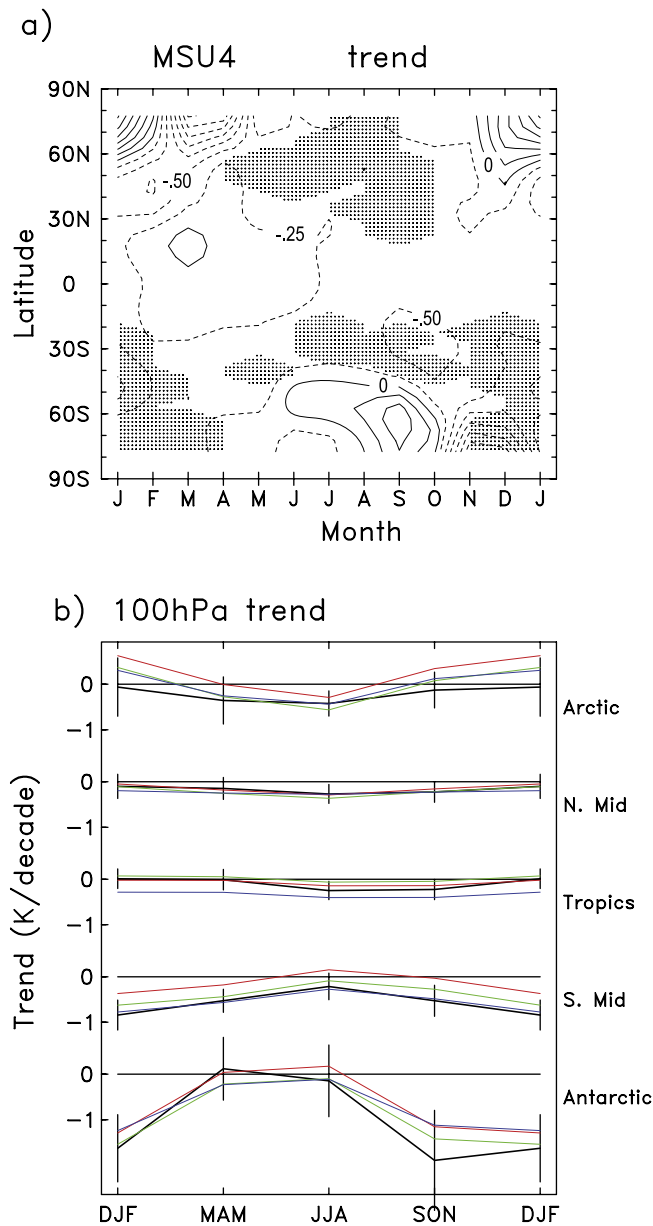 a)
MSU4 trend
90N
60N
30N
0
30S
60S
90S
Latitude
-.50
0
-.25
-.50
0
J F M A M J J A S O N D J
Month
b) 100hPa trend
Trend (K/decade)
0
-1
Arctic
0
-1
N. Mid
0
-1
Tropics
0
-1
S. Mid
0
-1
Antarctic
DJF MAM JJA SON DJF